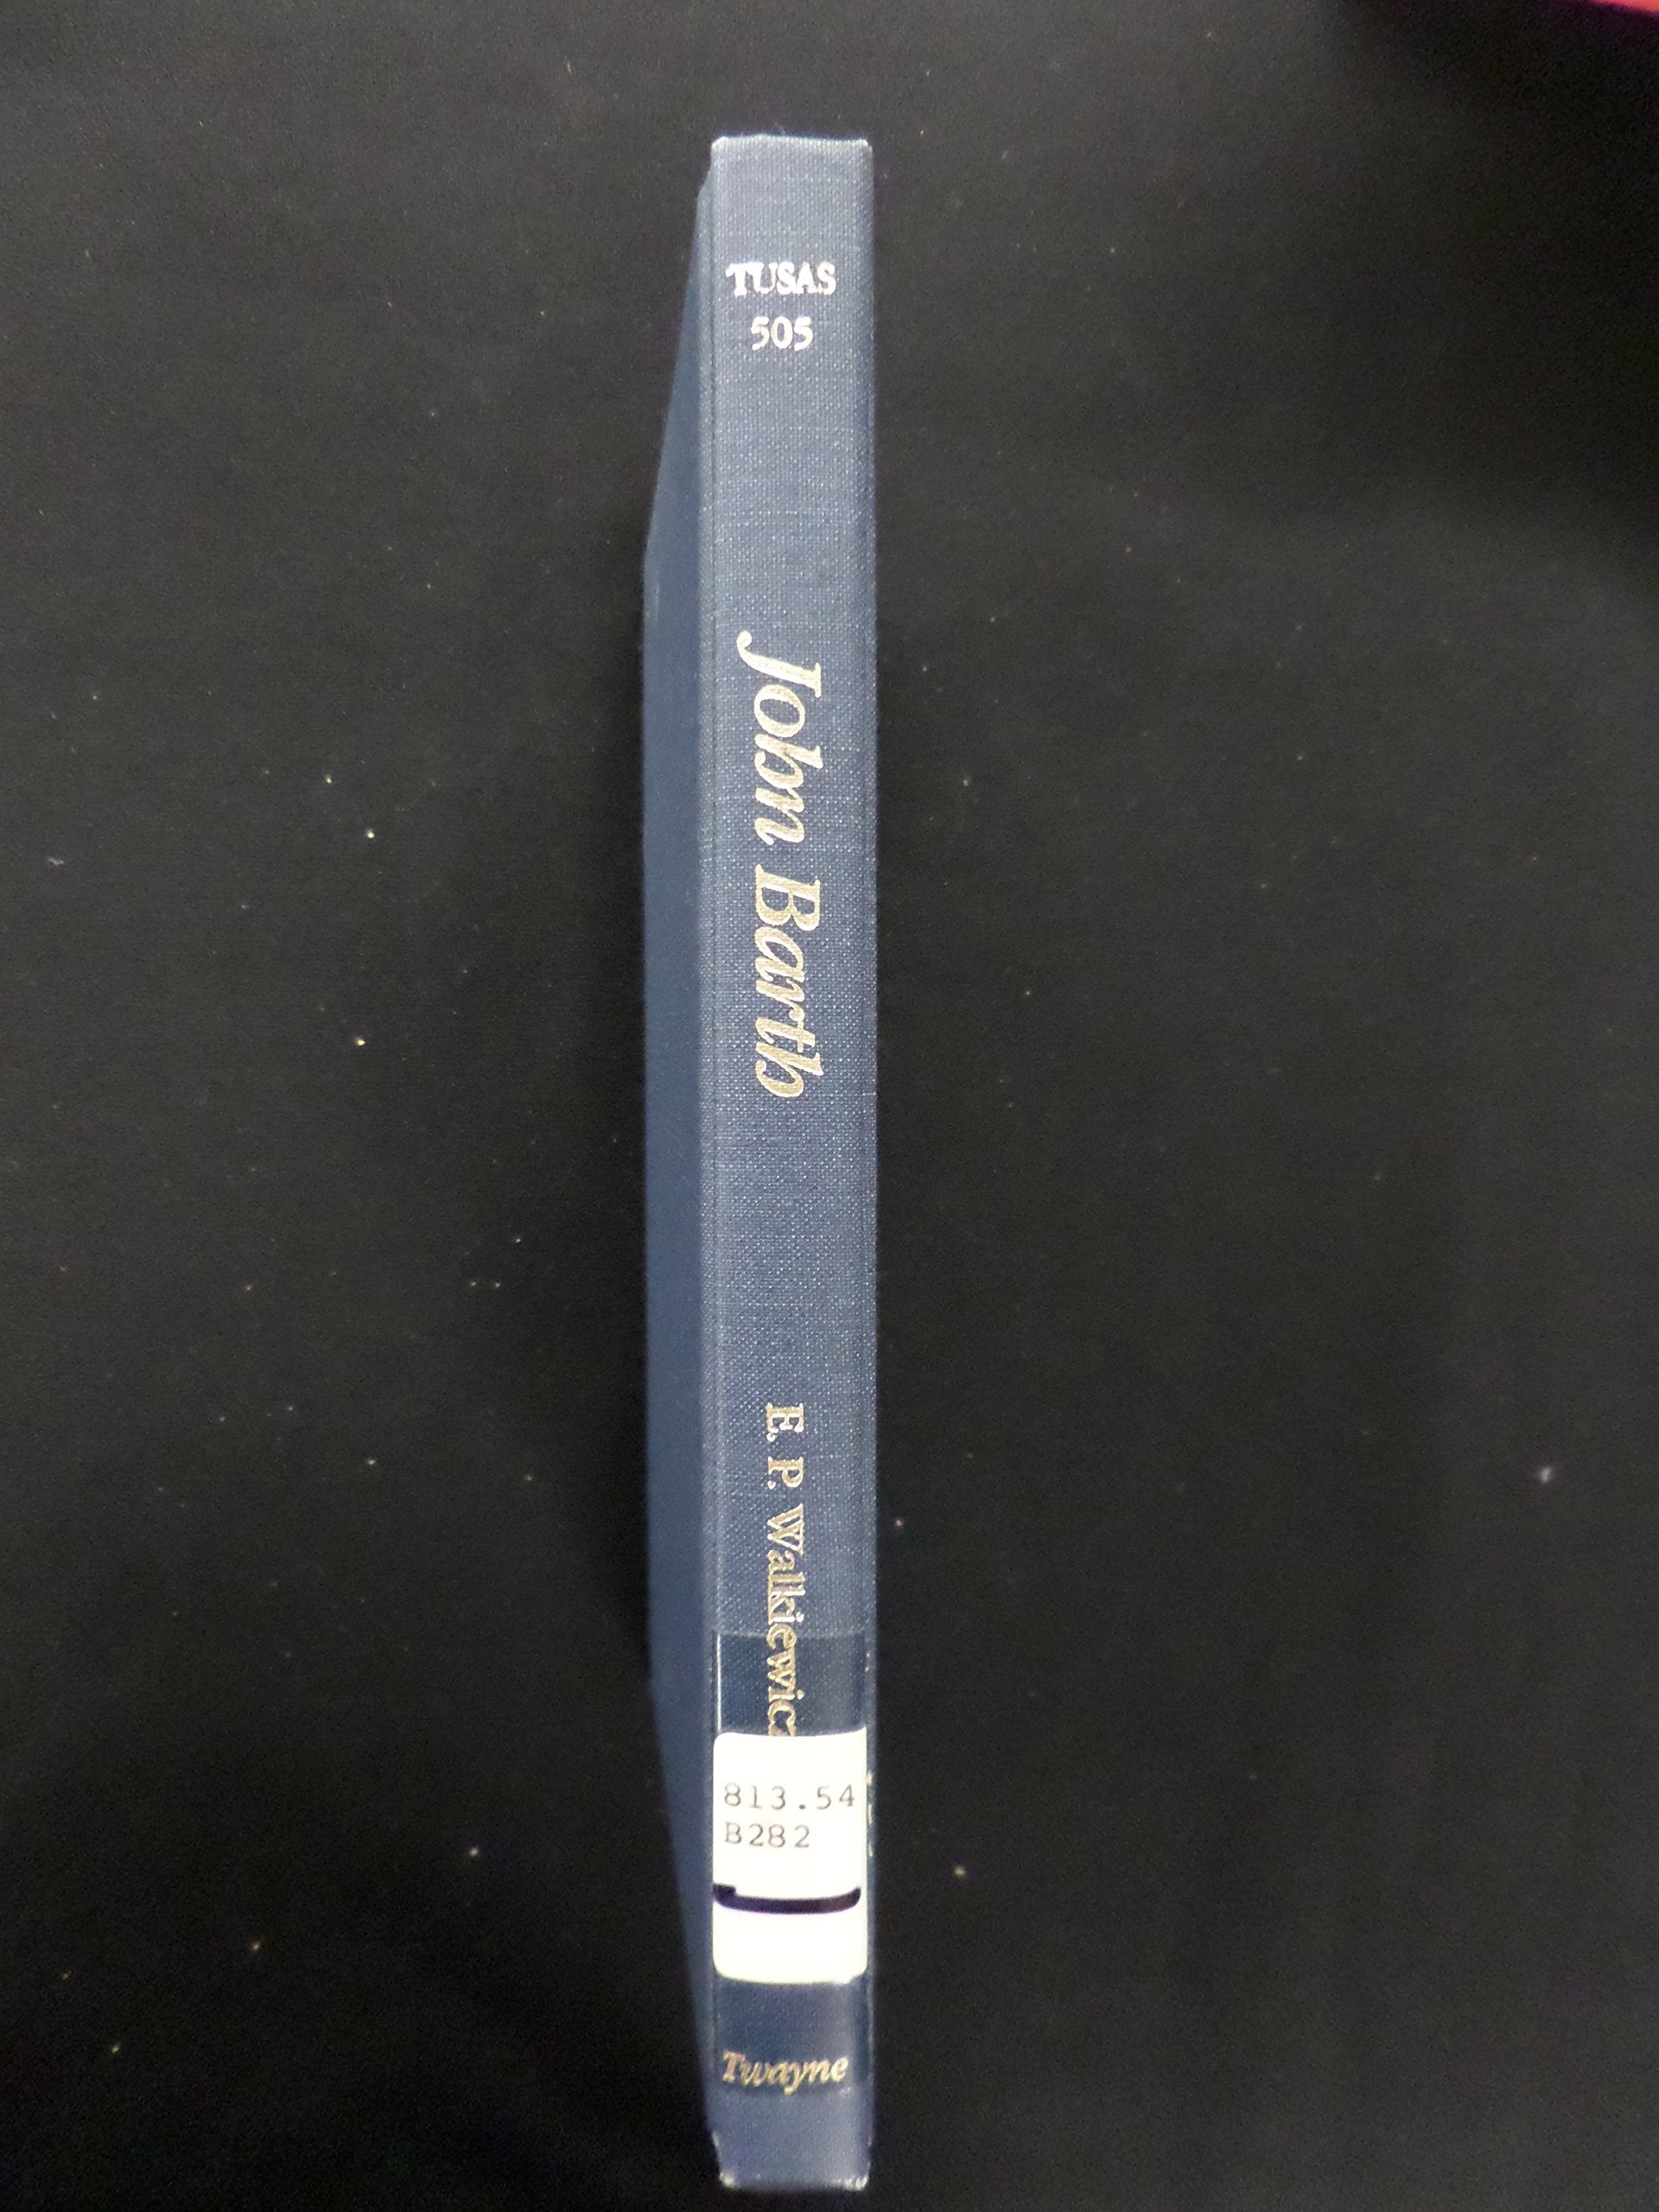 TUSAS
505
John Barth
E. P. Walkiewicz
813.54
B282
Twayne